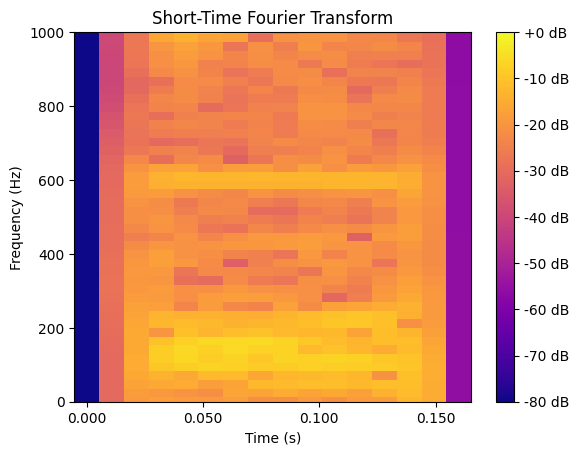 Short-Time Fourier Transform
1000
800
600
400
200
0
Frequency (Hz)
0.000
0.050
0.100
0.150
Time (s)
+0 dB
-10 dB
-20 dB
-30 dB
-40 dB
-50 dB
-60 dB
-70 dB
-80 dB